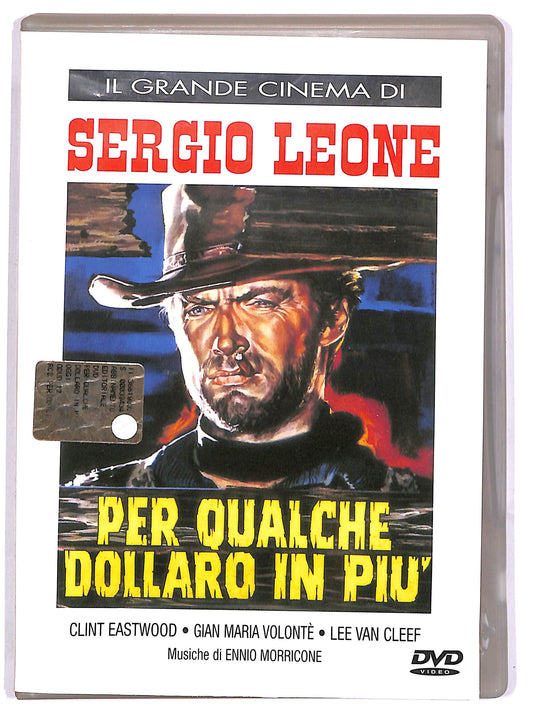 IL GRANDE CINEMA DI
SERGIO LEONE
PER QUALCHE
DOLLARO IN PIU'
CLINT EASTWOOD • GIAN MARIA VOLONTÈ • LEE VAN CLEEF
Musiche di ENNIO MORRICONE
DVD
VIDEO